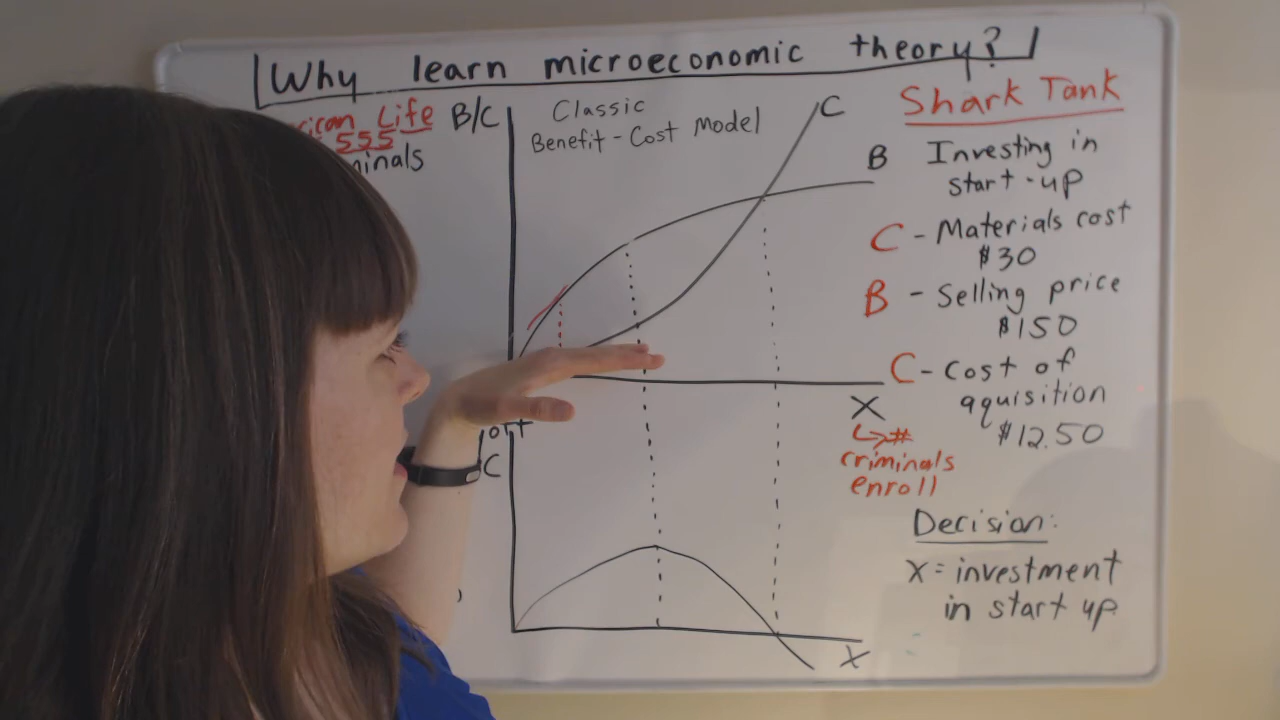 Why learn microeconomic theory?
Life
555
B/C
Classic
Benefit-Cost Model
C
B
X
↳#
criminals
enroll
C
X
Shark Tank
Investing in
start-up
C - Materials cost
$30
B - Selling price
$150
C - Cost of
aquisition
$12.50
Decision:
X = investment
in start up